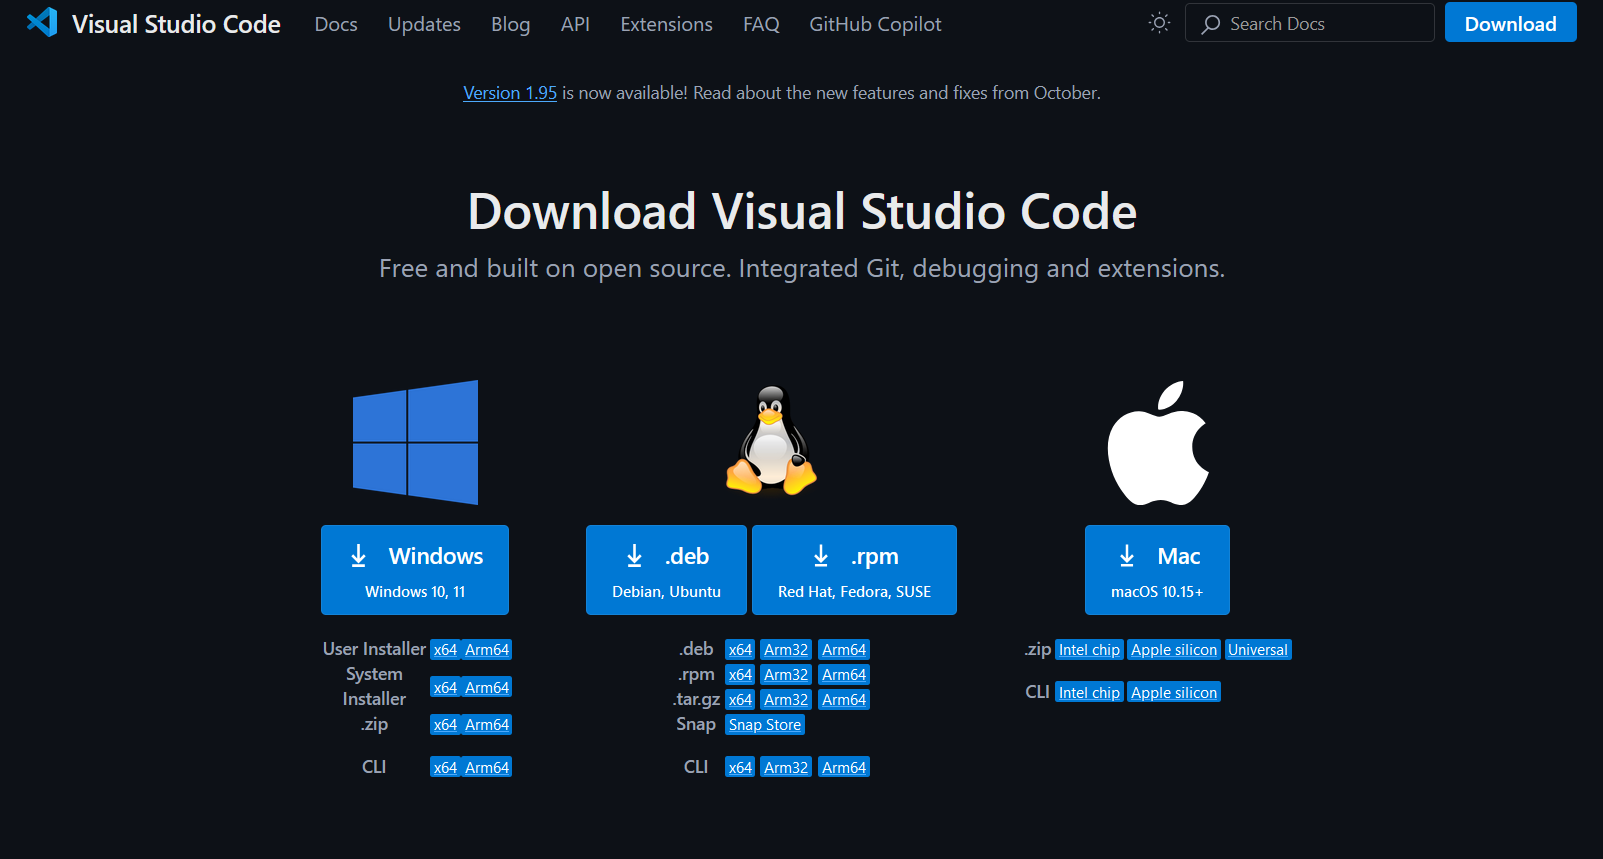 Visual Studio Code Docs Updates Blog API Extensions FAQ GitHub Copilot Search Docs Download
Version 1.95 is now available! Read about the new features and fixes from October.
Download Visual Studio Code
Free and built on open source. Integrated Git, debugging and extensions.
Windows
Windows 10, 11
User Installer x64 Arm64
System
Installer x64 Arm64
.zip x64 Arm64
CLI x64 Arm64
.deb
Debian, Ubuntu
.rpm
Red Hat, Fedora, SUSE
.deb x64 Arm32 Arm64
.rpm x64 Arm32 Arm64
.tar.gz x64 Arm32 Arm64
Snap Snap Store
CLI x64 Arm32 Arm64
Mac
macOS 10.15+
.zip Intel chip Apple silicon Universal
CLI Intel chip Apple silicon